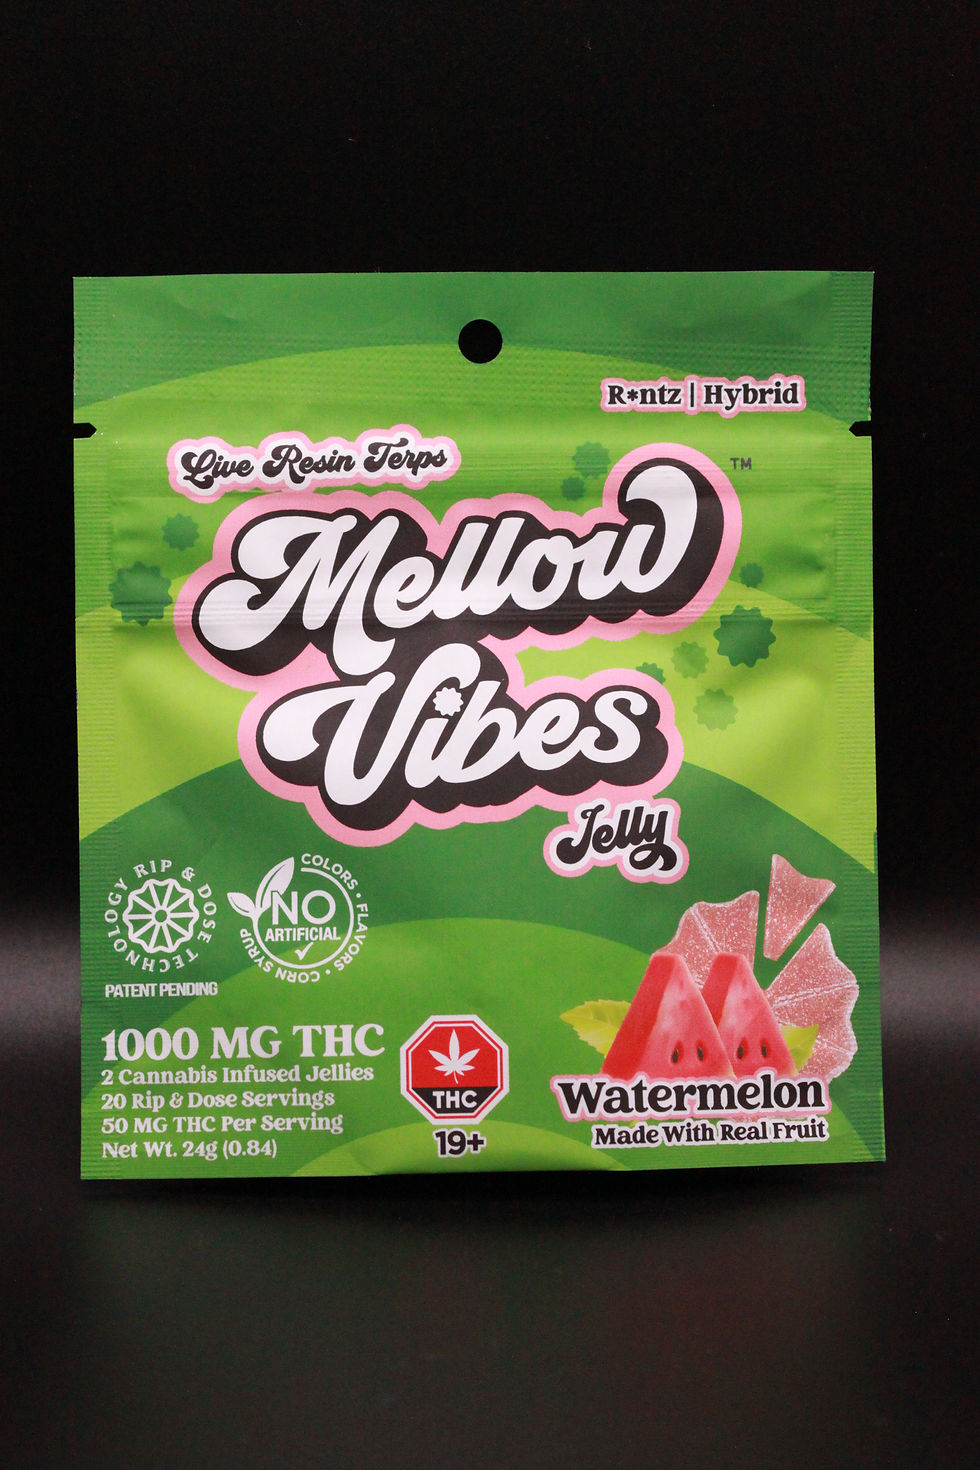 R*ntz | Hybrid
Live Resin Terps
TM
Mellow
Vibes
Jelly
RIP & DOSE TECHNOLOGY
PATENT PENDING
COLORS • FLAVORS • CORN SYRUP
NO
ARTIFICIAL
1000 MG THC
2 Cannabis Infused Jellies
20 Rip & Dose Servings
50 MG THC Per Serving
Net Wt. 24g (0.84)
THC
19+
Watermelon
Made With Real Fruit